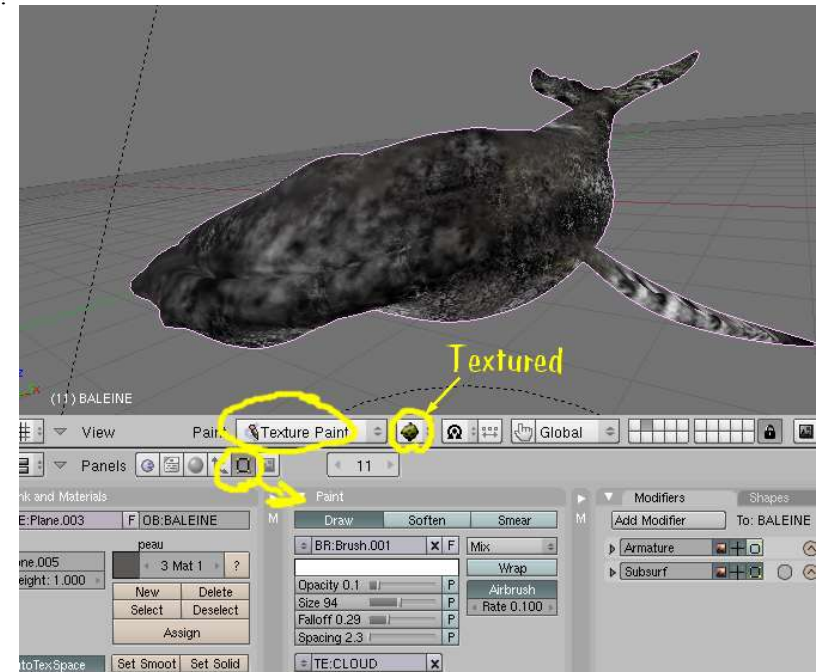 Textured
(11) BALEINE
View Paint Texture Paint Global
Panels 11
nk and Materials Paint Modifiers Shapes
E:Plane.003 F OB:BALEINE M Draw Soften Smear M Add Modifier To: BALEINE
peau BR:Brush.001 X F Mix Armature
ne.005 3 Mat 1 ? Wrap Subsurf
eight: 1.000 New Delete Opacity 0.1 P Airbrush
Select Deselect Size 94 P Rate 0.100
Assign Falloff 0.29 P
Spacing 2.3 P
utoTexSpace Set Smoot Set Solid TE:CLOUD X